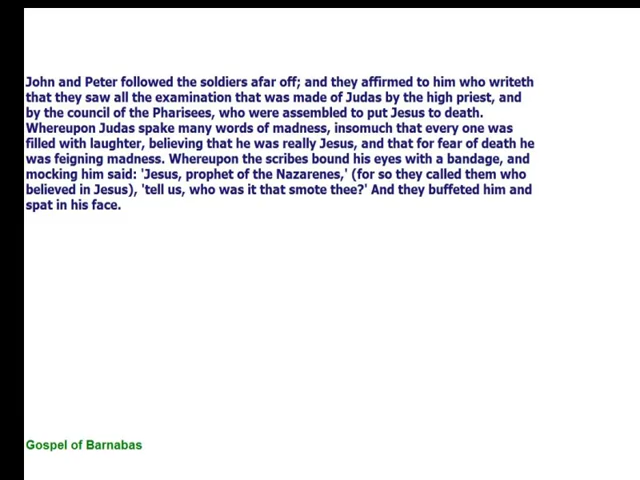 John and Peter followed the soldiers afar off; and they affirmed to him who writeth
that they saw all the examination that was made of Judas by the high priest, and
by the council of the Pharisees, who were assembled to put Jesus to death.
Whereupon Judas spake many words of madness, insomuch that every one was
filled with laughter, believing that he was really Jesus, and that for fear of death he
was feigning madness. Whereupon the scribes bound his eyes with a bandage, and
mocking him said: 'Jesus, prophet of the Nazarenes,' (for so they called them who
believed in Jesus), 'tell us, who was it that smote thee?' And they buffeted him and
spat in his face.
Gospel of Barnabas